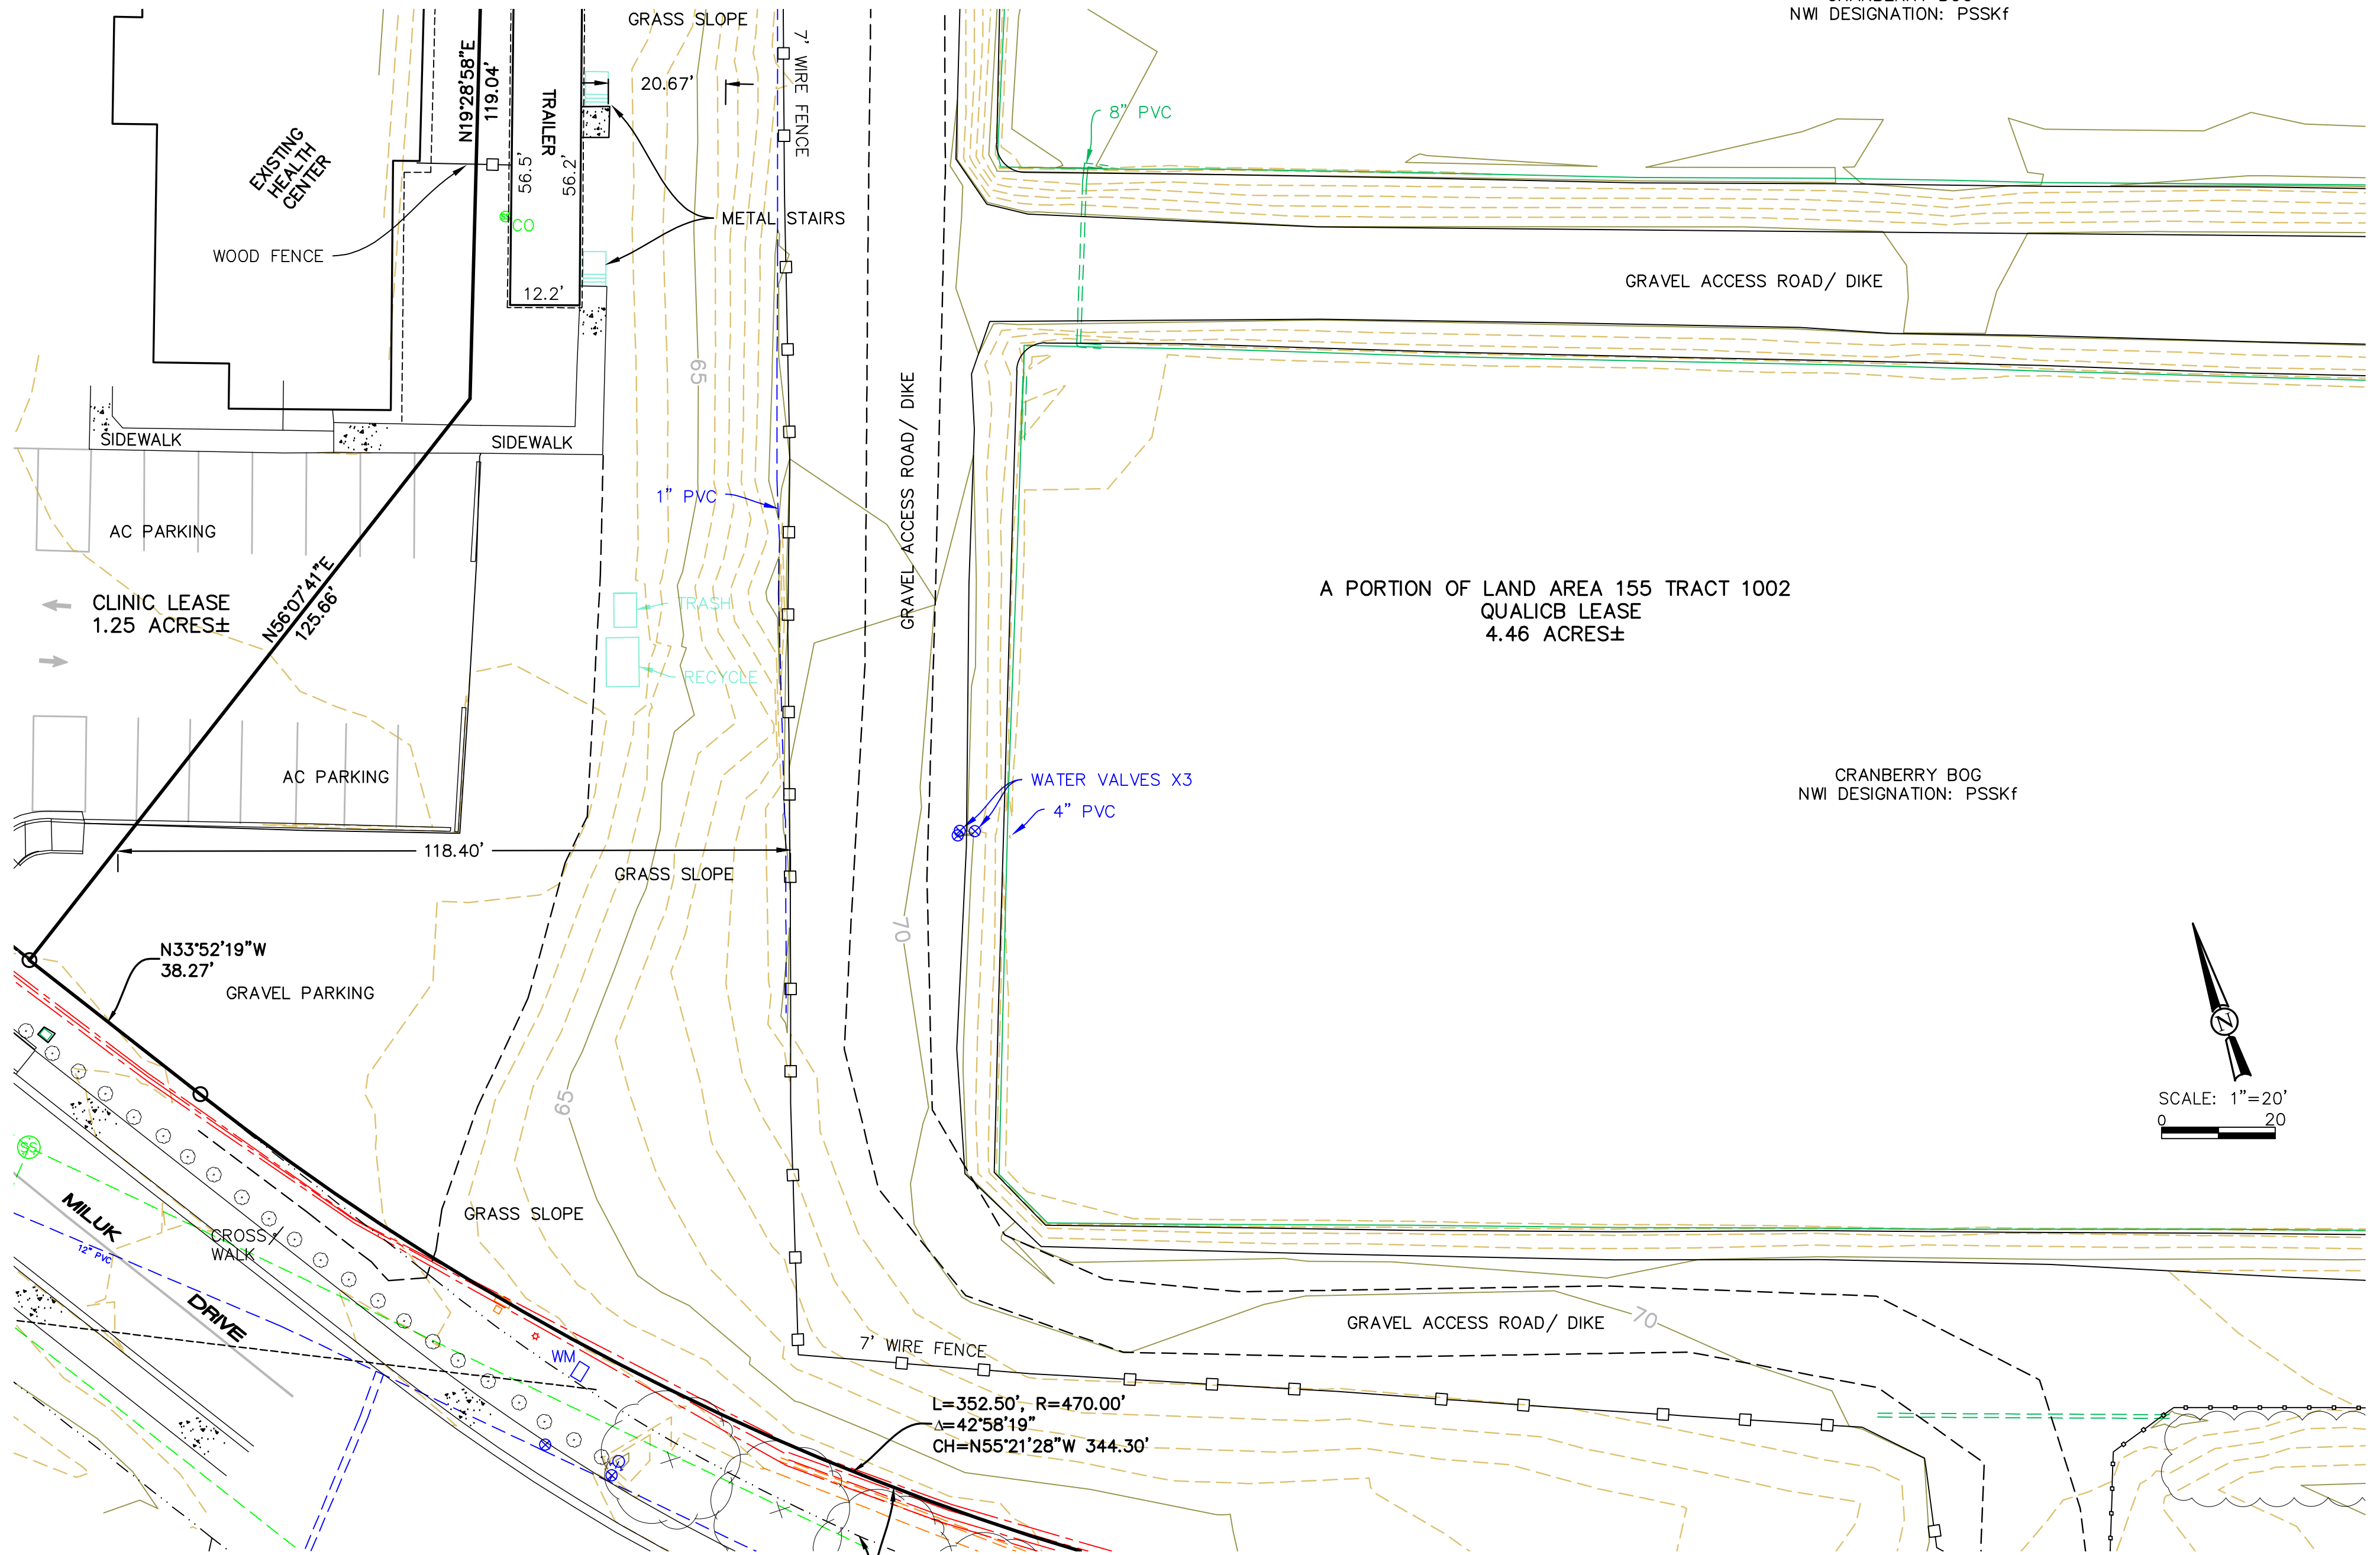 GRASS SLOPE
CRANBERRY BOG
NWI DESIGNATION: PSSKf
N19°28'58"E
119.04'
TRAILER
56.5'
56.2'
12.2'
20.67'
7' WIRE FENCE
8" PVC
EXISTING
HEALTH
CENTER
CO
METAL STAIRS
WOOD FENCE
GRAVEL ACCESS ROAD/ DIKE
65
GRAVEL ACCESS ROAD/ DIKE
SIDEWALK
SIDEWALK
1" PVC
AC PARKING
N56°07'41"E
125.66'
CLINIC LEASE
1.25 ACRES±
TRASH
RECYCLE
A PORTION OF LAND AREA 155 TRACT 1002
QUALICB LEASE
4.46 ACRES±
AC PARKING
WATER VALVES X3
4" PVC
CRANBERRY BOG
NWI DESIGNATION: PSSKf
118.40'
GRASS SLOPE
70
N33°52'19"W
38.27'
GRAVEL PARKING
N
SCALE: 1"=20'
0
20
65
SS
MILUK
DRIVE
12" PVC
CROSS/
WALK
GRASS SLOPE
WM
7' WIRE FENCE
GRAVEL ACCESS ROAD/ DIKE
70
L=352.50', R=470.00'
Δ=42°58'19"
CH=N55°21'28"W 344.30'